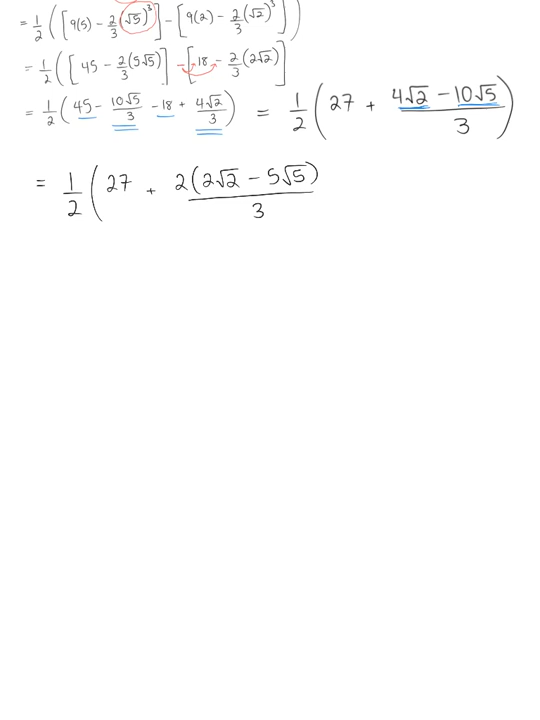 = 1/2 ( [ 9(5) - 2/3 (√5)³ ] - [ 9(2) - 2/3 (√2)³ ] )
= 1/2 ( [ 45 - 2/3 (5√5) ] - [ 18 - 2/3 (2√2) ]
= 1/2 ( 45 - 10√5/3 - 18 + 4√2/3 ) = 1/2 ( 27 + (4√2 - 10√5)/3 )
= 1/2 ( 27 + 2(2√2 - 5√5)/3